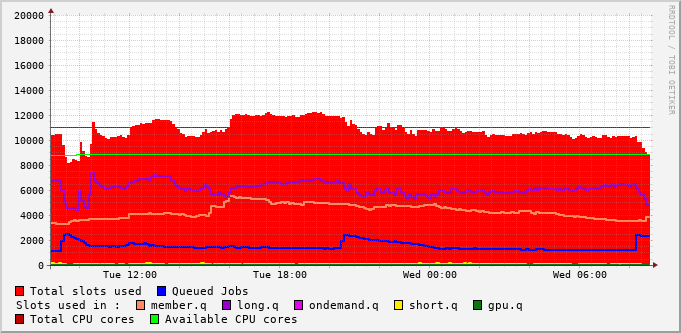 RRDTOOL / TOBI OETIKER
20000
18000
16000
14000
12000
10000
8000
6000
4000
2000
0
Tue 12:00 Tue 18:00 Wed 00:00 Wed 06:00
Total slots used Queued Jobs
Slots used in : member.q long.q ondemand.q short.q gpu.q
Total CPU cores Available CPU cores